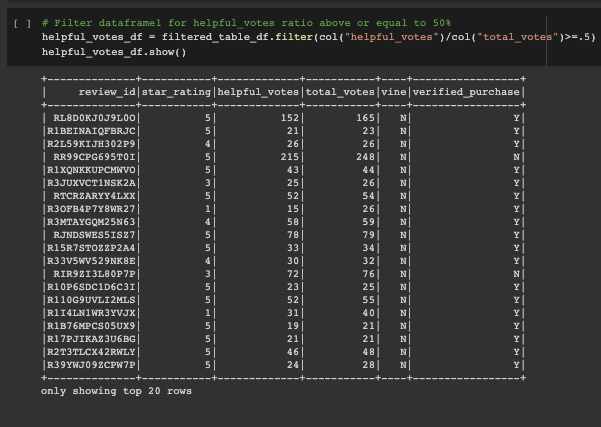 [ ] # Filter dataframe1 for helpful_votes ratio above or equal to 50%
helpful_votes_df = filtered_table_df.filter(col("helpful_votes")/col("total_votes")>=.5)
helpful_votes_df.show()
+--------------+-----------+-------------+-----------+----+-----------------+
|     review_id|star_rating|helpful_votes|total_votes|vine|verified_purchase|
+--------------+-----------+-------------+-----------+----+-----------------+
| RL8D0KJ0J9L0O|          5|          152|        165|   N|                Y|
|R1BEINAIQFBRJC|          5|           21|         23|   N|                Y|
|R2L59KIJH302P9|          4|           26|         26|   N|                Y|
| RR99CPG695T0I|          5|          215|        248|   N|                N|
|R1XQNKKUPCMWVO|          5|           43|         44|   N|                Y|
|R3JUXVCT1NSK2A|          3|           25|         26|   N|                Y|
| RTCRZARYY4LXX|          5|           52|         54|   N|                Y|
|R3OFB4P7Y8WR27|          1|           15|         26|   N|                Y|
|R3MTAYGQM25N63|          4|           58|         59|   N|                Y|
| RJNDSWES5ISZ7|          5|           78|         79|   N|                Y|
|R15R7STOZZP2A4|          5|           33|         34|   N|                Y|
|R33V5WV529NK8E|          4|           30|         32|   N|                Y|
| RIR9ZI3L80P7P|          3|           72|         76|   N|                N|
|R10P6SDC1D6C3I|          5|           23|         25|   N|                Y|
|R110G9UVLI2MLS|          5|           52|         55|   N|                Y|
|R1I4LN1WR3YVJX|          1|           31|         40|   N|                Y|
|R1B76MPCS05UX9|          5|           19|         21|   N|                Y|
|R17PJIKAZ3U6BG|          5|           21|         21|   N|                Y|
|R2T3TLCX42RWLY|          5|           46|         48|   N|                Y|
|R39YWJ09ZCPW7P|          5|           24|         28|   N|                Y|
+--------------+-----------+-------------+-----------+----+-----------------+
only showing top 20 rows